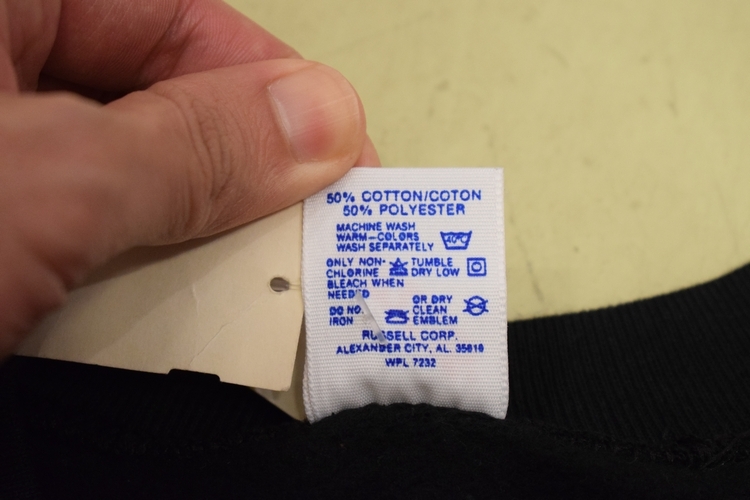 50% COTTON/COTON
50% POLYESTER
MACHINE WASH
WARM-COLORS
WASH SEPARATELY
40°
ONLY NON-
CHLORINE
BLEACH WHEN
NEEDED
TUMBLE
DRY LOW
DO NOT
IRON
OR DRY
CLEAN
EMBLEM
RUSSELL CORP.
ALEXANDER CITY, AL. 35010
WPL 7232